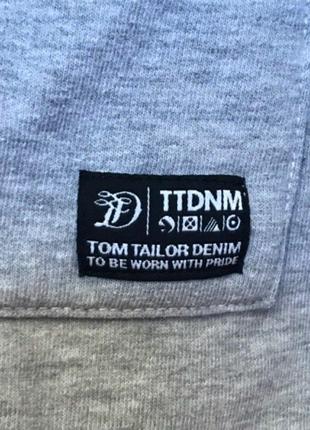 TTDNM
TOM TAILOR DENIM
TO BE WORN WITH PRIDE